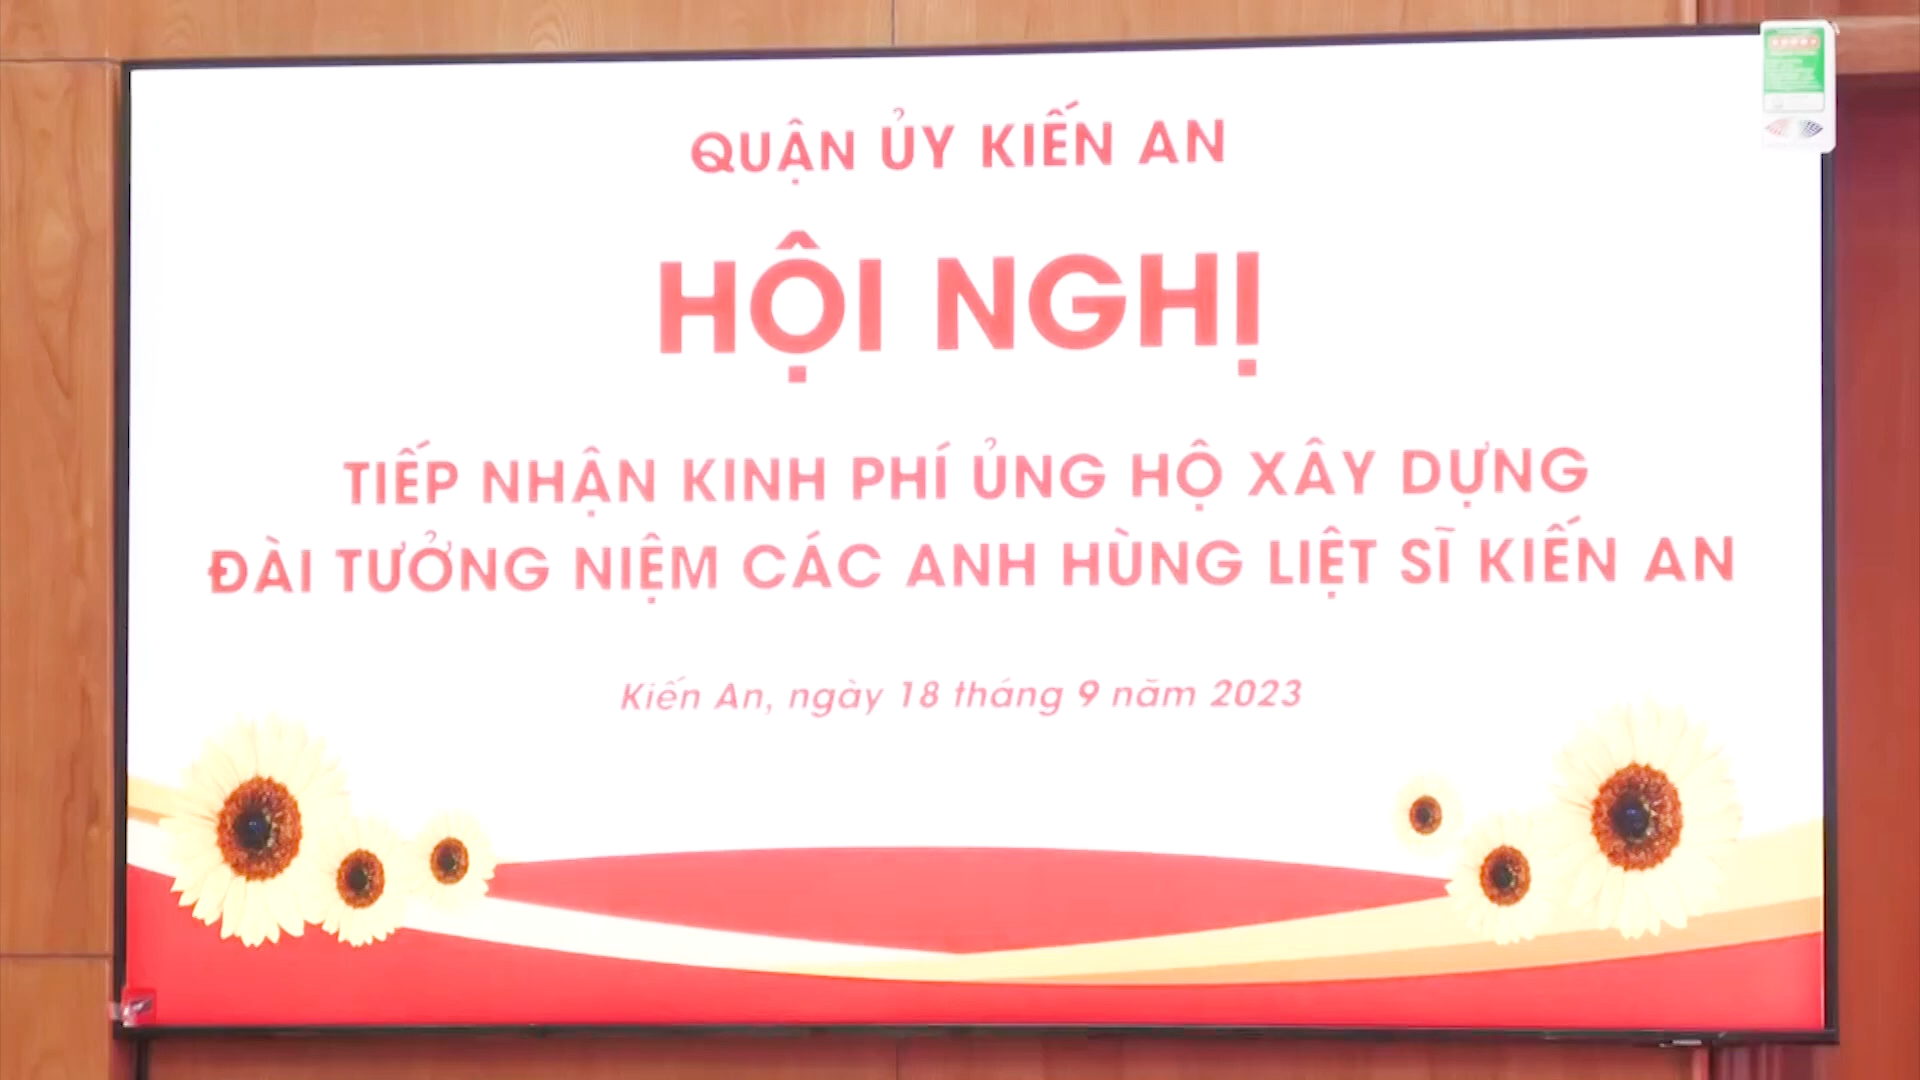 QUẬN ỦY KIẾN AN
HỘI NGHỊ
TIẾP NHẬN KINH PHÍ ỦNG HỘ XÂY DỰNG
ĐÀI TƯỞNG NIỆM CÁC ANH HÙNG LIỆT SĨ KIẾN AN
Kiến An, ngày 18 tháng 9 năm 2023